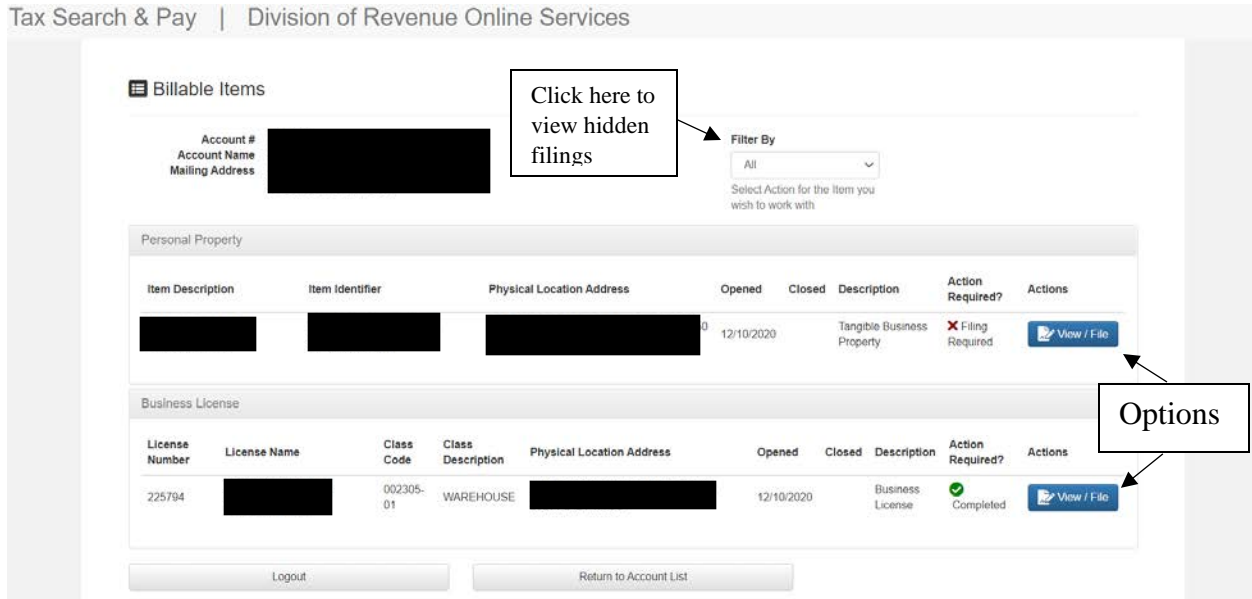 Tax Search & Pay | Division of Revenue Online Services
Billable Items
Click here to
view hidden
filings
Account #
Account Name
Mailing Address
Filter By
All
Select Action for the Item you
wish to work with
Personal Property
Item Description Item Identifier Physical Location Address Opened Closed Description Action Required? Actions
0 12/10/2020 Tangible Business Property Filing Required View / File
Options
Business License
License Number License Name Class Code Class Description Physical Location Address Opened Closed Description Action Required? Actions
225794 002305-01 WAREHOUSE 12/10/2020 Business License Completed View / File
Logout Return to Account List